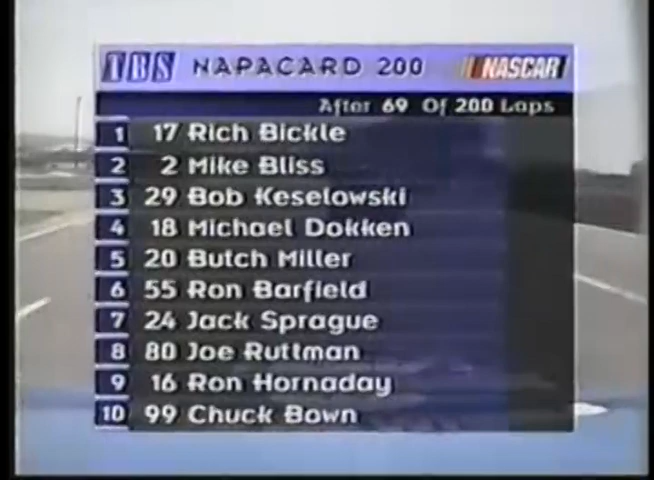 TBS NAPACARD 200 NASCAR
After 69 Of 200 Laps
1 17 Rich Bickle
2 2 Mike Bliss
3 29 Bob Keselowski
4 18 Michael Dokken
5 20 Butch Miller
6 55 Ron Barfield
7 24 Jack Sprague
8 80 Joe Ruttman
9 16 Ron Hornaday
10 99 Chuck Bown